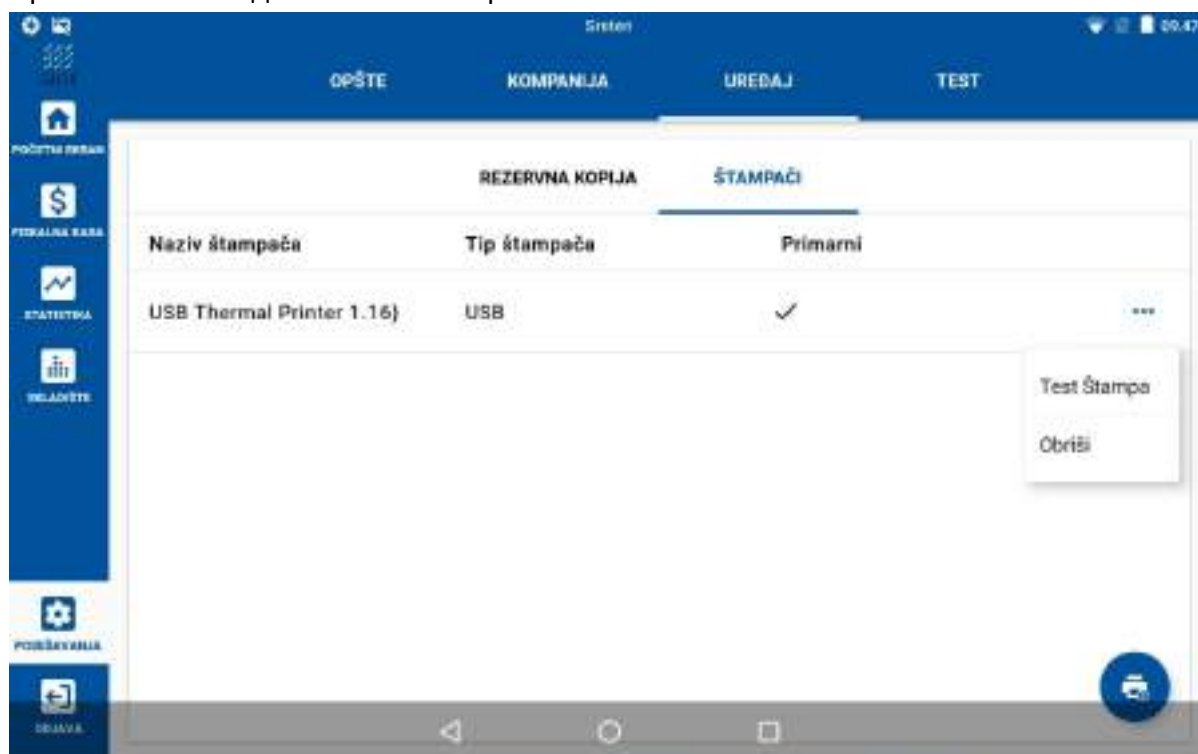 Srsten
09.47
OPŠTE KOMPANIJA UREĐAJ TEST
POČETNI EKRAN
REZERVNA KOPIJA ŠTAMPAČI
FISKALNA KASA
Naziv štampača Tip štampača Primarni
STATISTIKA
USB Thermal Printer 1.16} USB
SKLADIŠTE
Test Štampa
Obriši
PODEŠAVANJA
ODJAVA